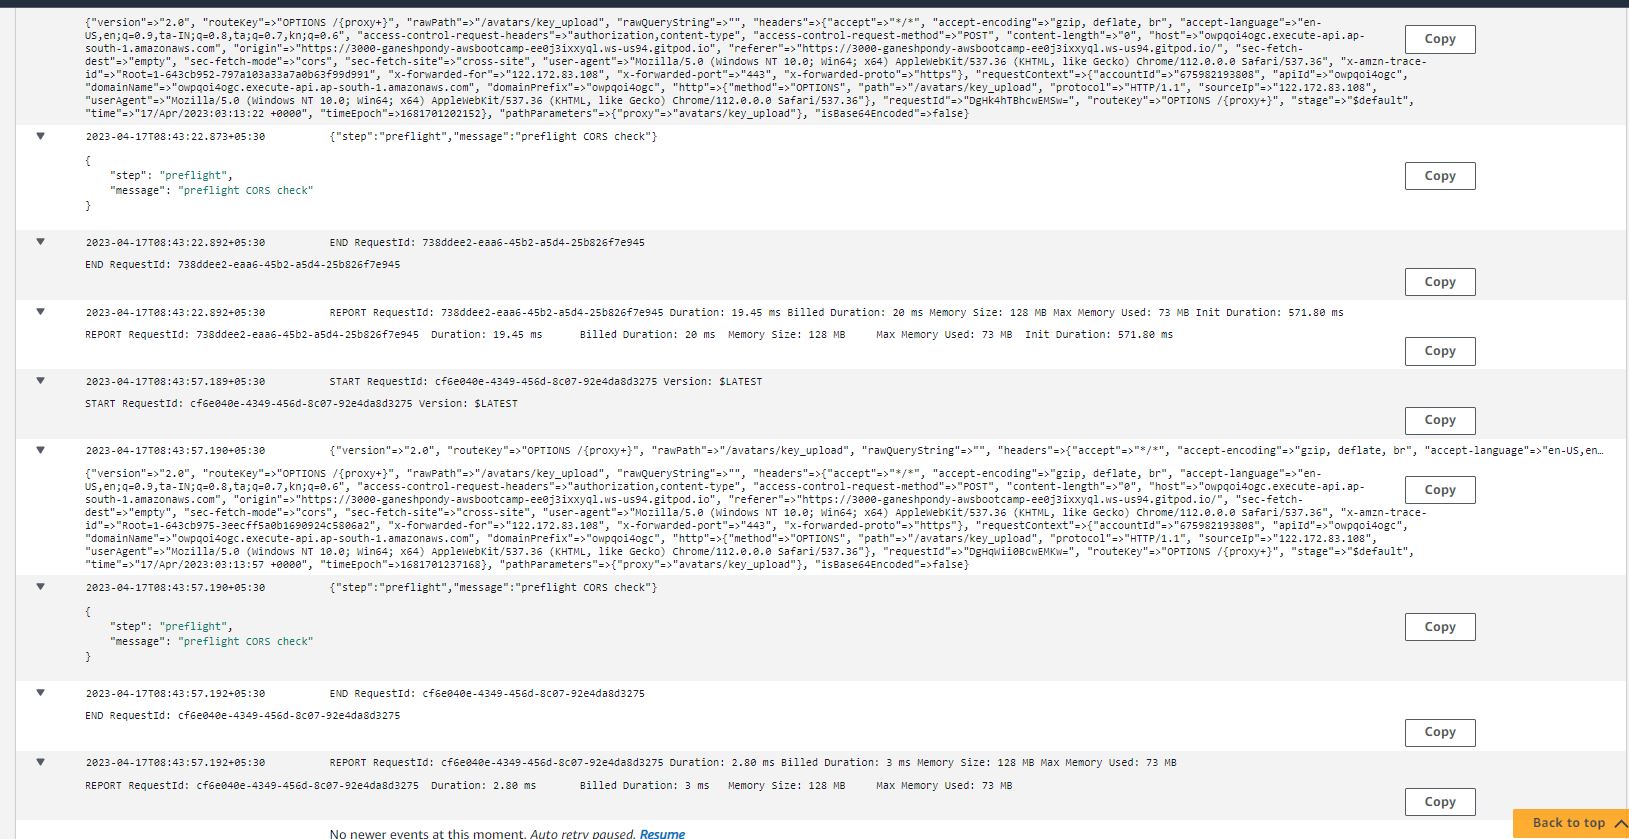 {"version"=>"2.0", "routeKey"=>"OPTIONS /{proxy+}", "rawPath"=>"/avatars/key_upload", "rawQueryString"=>"", "headers"=>{"accept"=>"*/*", "accept-encoding"=>"gzip, deflate, br", "accept-language"=>"en-
US,en;q=0.9,ta-IN;q=0.8,ta;q=0.7,kn;q=0.6", "access-control-request-headers"=>"authorization,content-type", "access-control-request-method"=>"POST", "content-length"=>"0", "host"=>"owpqoi4ogc.execute-api.ap-
south-1.amazonaws.com", "origin"=>"https://3000-ganeshpondy-awsbootcamp-ee0j3ixxyql.ws-us94.gitpod.io", "referer"=>"https://3000-ganeshpondy-awsbootcamp-ee0j3ixxyql.ws-us94.gitpod.io/", "sec-fetch-
dest"=>"empty", "sec-fetch-mode"=>"cors", "sec-fetch-site"=>"cross-site", "user-agent"=>"Mozilla/5.0 (Windows NT 10.0; Win64; x64) AppleWebKit/537.36 (KHTML, like Gecko) Chrome/112.0.0.0 Safari/537.36", "x-amzn-trace-
id"=>"Root=1-643cb952-797a103a33a7a0b63f99d991", "x-forwarded-for"=>"122.172.83.108", "x-forwarded-port"=>"443", "x-forwarded-proto"=>"https"}, "requestContext"=>{"accountId"=>"675982193808", "apiId"=>"owpqoi4ogc",
"domainName"=>"owpqoi4ogc.execute-api.ap-south-1.amazonaws.com", "domainPrefix"=>"owpqoi4ogc", "http"=>{"method"=>"OPTIONS", "path"=>"/avatars/key_upload", "protocol"=>"HTTP/1.1", "sourceIp"=>"122.172.83.108",
"userAgent"=>"Mozilla/5.0 (Windows NT 10.0; Win64; x64) AppleWebKit/537.36 (KHTML, like Gecko) Chrome/112.0.0.0 Safari/537.36"}, "requestId"=>"DgHk4hTBhcwEMSw=", "routeKey"=>"OPTIONS /{proxy+}", "stage"=>"$default",
"time"=>"17/Apr/2023:03:13:22 +0000", "timeEpoch"=>1681701202152}, "pathParameters"=>{"proxy"=>"avatars/key_upload"}, "isBase64Encoded"=>false}
Copy
2023-04-17T08:43:22.873+05:30 {"step":"preflight","message":"preflight CORS check"}
{
"step": "preflight",
"message": "preflight CORS check"
}
Copy
2023-04-17T08:43:22.892+05:30 END RequestId: 738ddee2-eaa6-45b2-a5d4-25b826f7e945
END RequestId: 738ddee2-eaa6-45b2-a5d4-25b826f7e945
Copy
2023-04-17T08:43:22.892+05:30 REPORT RequestId: 738ddee2-eaa6-45b2-a5d4-25b826f7e945 Duration: 19.45 ms Billed Duration: 20 ms Memory Size: 128 MB Max Memory Used: 73 MB Init Duration: 571.80 ms
REPORT RequestId: 738ddee2-eaa6-45b2-a5d4-25b826f7e945 Duration: 19.45 ms Billed Duration: 20 ms Memory Size: 128 MB Max Memory Used: 73 MB Init Duration: 571.80 ms
Copy
2023-04-17T08:43:57.189+05:30 START RequestId: cf6e040e-4349-456d-8c07-92e4da8d3275 Version: $LATEST
START RequestId: cf6e040e-4349-456d-8c07-92e4da8d3275 Version: $LATEST
Copy
2023-04-17T08:43:57.190+05:30 {"version"=>"2.0", "routeKey"=>"OPTIONS /{proxy+}", "rawPath"=>"/avatars/key_upload", "rawQueryString"=>"", "headers"=>{"accept"=>"*/*", "accept-encoding"=>"gzip, deflate, br", "accept-language"=>"en-US,en…
{"version"=>"2.0", "routeKey"=>"OPTIONS /{proxy+}", "rawPath"=>"/avatars/key_upload", "rawQueryString"=>"", "headers"=>{"accept"=>"*/*", "accept-encoding"=>"gzip, deflate, br", "accept-language"=>"en-
US,en;q=0.9,ta-IN;q=0.8,ta;q=0.7,kn;q=0.6", "access-control-request-headers"=>"authorization,content-type", "access-control-request-method"=>"POST", "content-length"=>"0", "host"=>"owpqoi4ogc.execute-api.ap-
south-1.amazonaws.com", "origin"=>"https://3000-ganeshpondy-awsbootcamp-ee0j3ixxyql.ws-us94.gitpod.io", "referer"=>"https://3000-ganeshpondy-awsbootcamp-ee0j3ixxyql.ws-us94.gitpod.io/", "sec-fetch-
dest"=>"empty", "sec-fetch-mode"=>"cors", "sec-fetch-site"=>"cross-site", "user-agent"=>"Mozilla/5.0 (Windows NT 10.0; Win64; x64) AppleWebKit/537.36 (KHTML, like Gecko) Chrome/112.0.0.0 Safari/537.36", "x-amzn-trace-
id"=>"Root=1-643cb975-3eecff5a0b1690924c5806a2", "x-forwarded-for"=>"122.172.83.108", "x-forwarded-port"=>"443", "x-forwarded-proto"=>"https"}, "requestContext"=>{"accountId"=>"675982193808", "apiId"=>"owpqoi4ogc",
"domainName"=>"owpqoi4ogc.execute-api.ap-south-1.amazonaws.com", "domainPrefix"=>"owpqoi4ogc", "http"=>{"method"=>"OPTIONS", "path"=>"/avatars/key_upload", "protocol"=>"HTTP/1.1", "sourceIp"=>"122.172.83.108",
"userAgent"=>"Mozilla/5.0 (Windows NT 10.0; Win64; x64) AppleWebKit/537.36 (KHTML, like Gecko) Chrome/112.0.0.0 Safari/537.36"}, "requestId"=>"DgHqWii0BcwEMKw=", "routeKey"=>"OPTIONS /{proxy+}", "stage"=>"$default",
"time"=>"17/Apr/2023:03:13:57 +0000", "timeEpoch"=>1681701237168}, "pathParameters"=>{"proxy"=>"avatars/key_upload"}, "isBase64Encoded"=>false}
Copy
2023-04-17T08:43:57.190+05:30 {"step":"preflight","message":"preflight CORS check"}
{
"step": "preflight",
"message": "preflight CORS check"
}
Copy
2023-04-17T08:43:57.192+05:30 END RequestId: cf6e040e-4349-456d-8c07-92e4da8d3275
END RequestId: cf6e040e-4349-456d-8c07-92e4da8d3275
Copy
2023-04-17T08:43:57.192+05:30 REPORT RequestId: cf6e040e-4349-456d-8c07-92e4da8d3275 Duration: 2.80 ms Billed Duration: 3 ms Memory Size: 128 MB Max Memory Used: 73 MB
REPORT RequestId: cf6e040e-4349-456d-8c07-92e4da8d3275 Duration: 2.80 ms Billed Duration: 3 ms Memory Size: 128 MB Max Memory Used: 73 MB
Copy
Back to top
No newer events at this moment. Auto retry paused. Resume